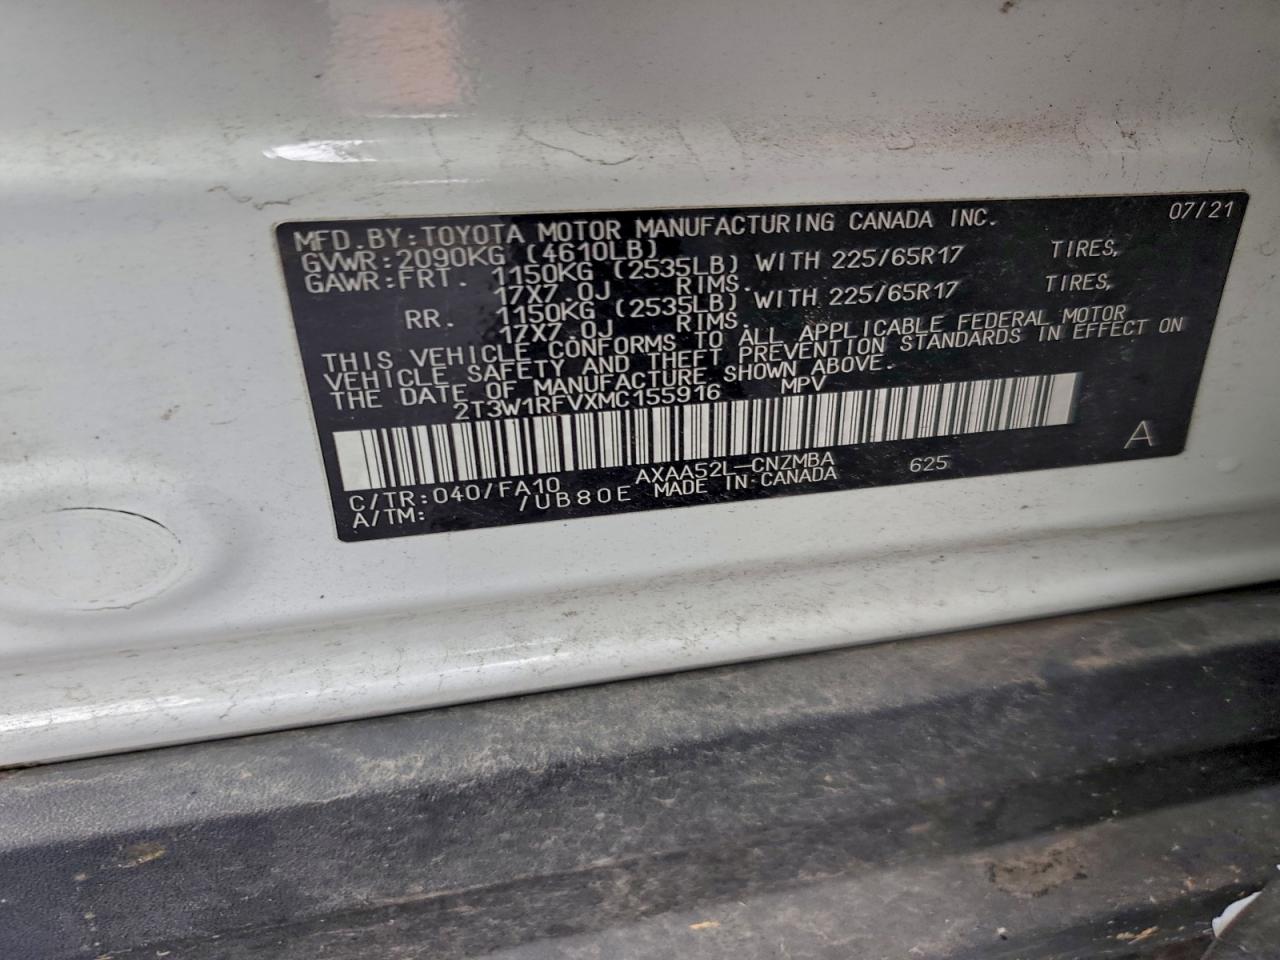 MFD.BY:TOYOTA MOTOR MANUFACTURING CANADA INC. 07/21
GVWR:2090KG (4610LB)
GAWR:FRT. 1150KG (2535LB) WITH 225/65R17 TIRES,
17X7.0J RIMS.
RR. 1150KG (2535LB) WITH 225/65R17 TIRES,
17X7.0J RIMS.
THIS VEHICLE CONFORMS TO ALL APPLICABLE FEDERAL MOTOR
VEHICLE SAFETY AND THEFT PREVENTION STANDARDS IN EFFECT ON
THE DATE OF MANUFACTURE SHOWN ABOVE.
2T3W1RFVXMC155916 MPV
A
C/TR:040/FA10 AXAA52L-CNZMBA 625
A/TM: /UB80E MADE IN CANADA